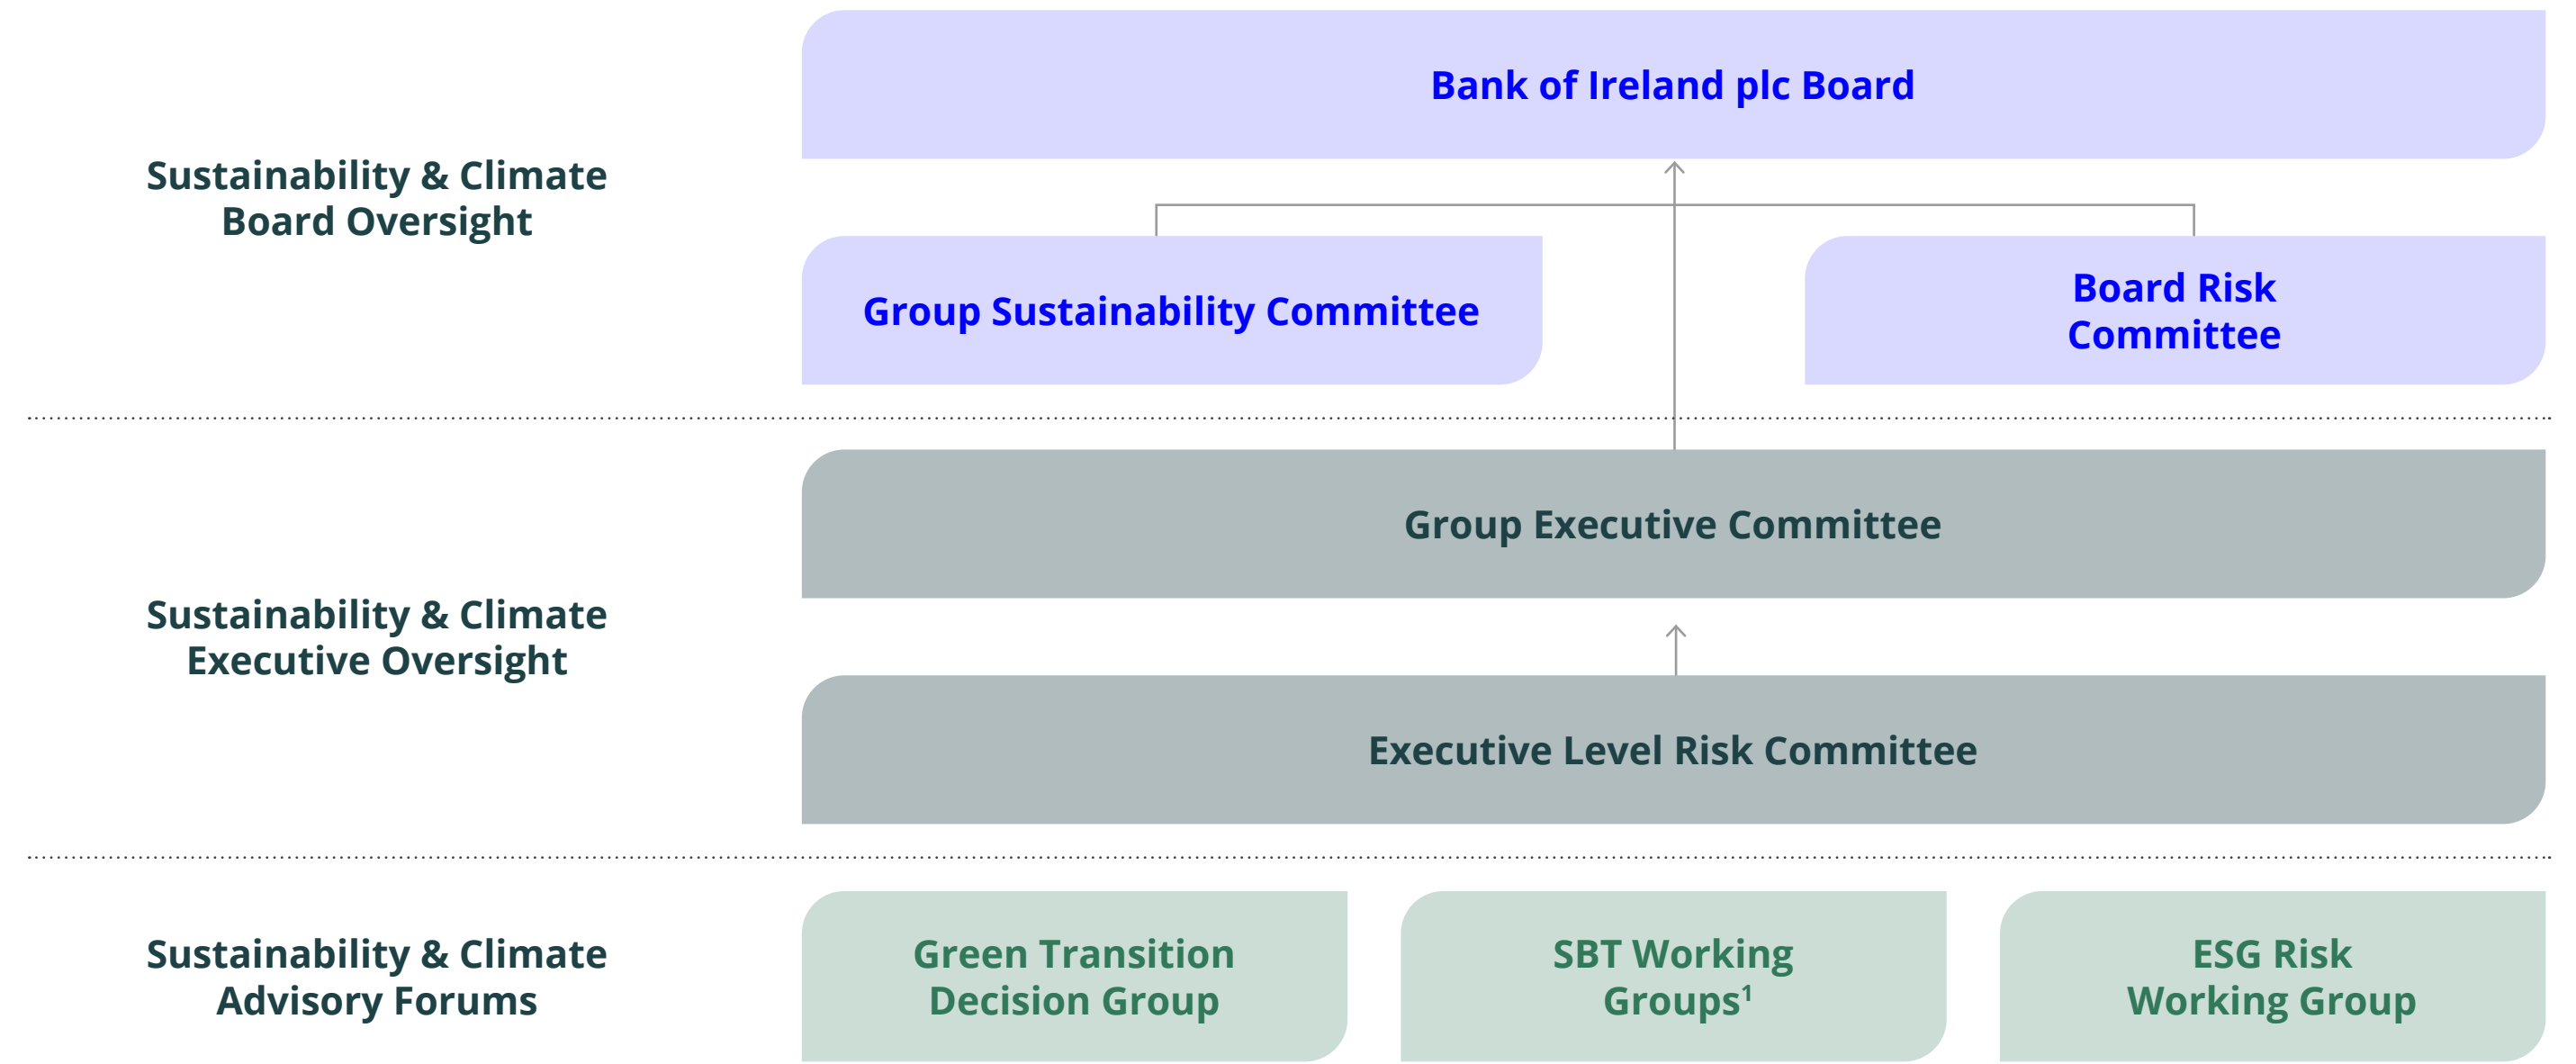 Bank of Ireland plc Board
Sustainability & Climate
Board Oversight
Group Sustainability Committee
Board Risk
Committee
Group Executive Committee
Sustainability & Climate
Executive Oversight
Executive Level Risk Committee
Sustainability & Climate
Advisory Forums
Green Transition
Decision Group
SBT Working
Groups¹
ESG Risk
Working Group